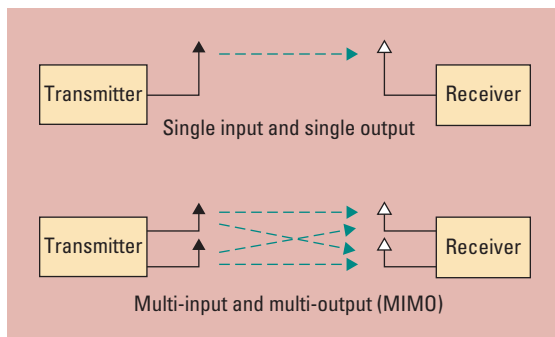 Transmitter
Receiver
Single input and single output
Transmitter
Receiver
Multi-input and multi-output (MIMO)